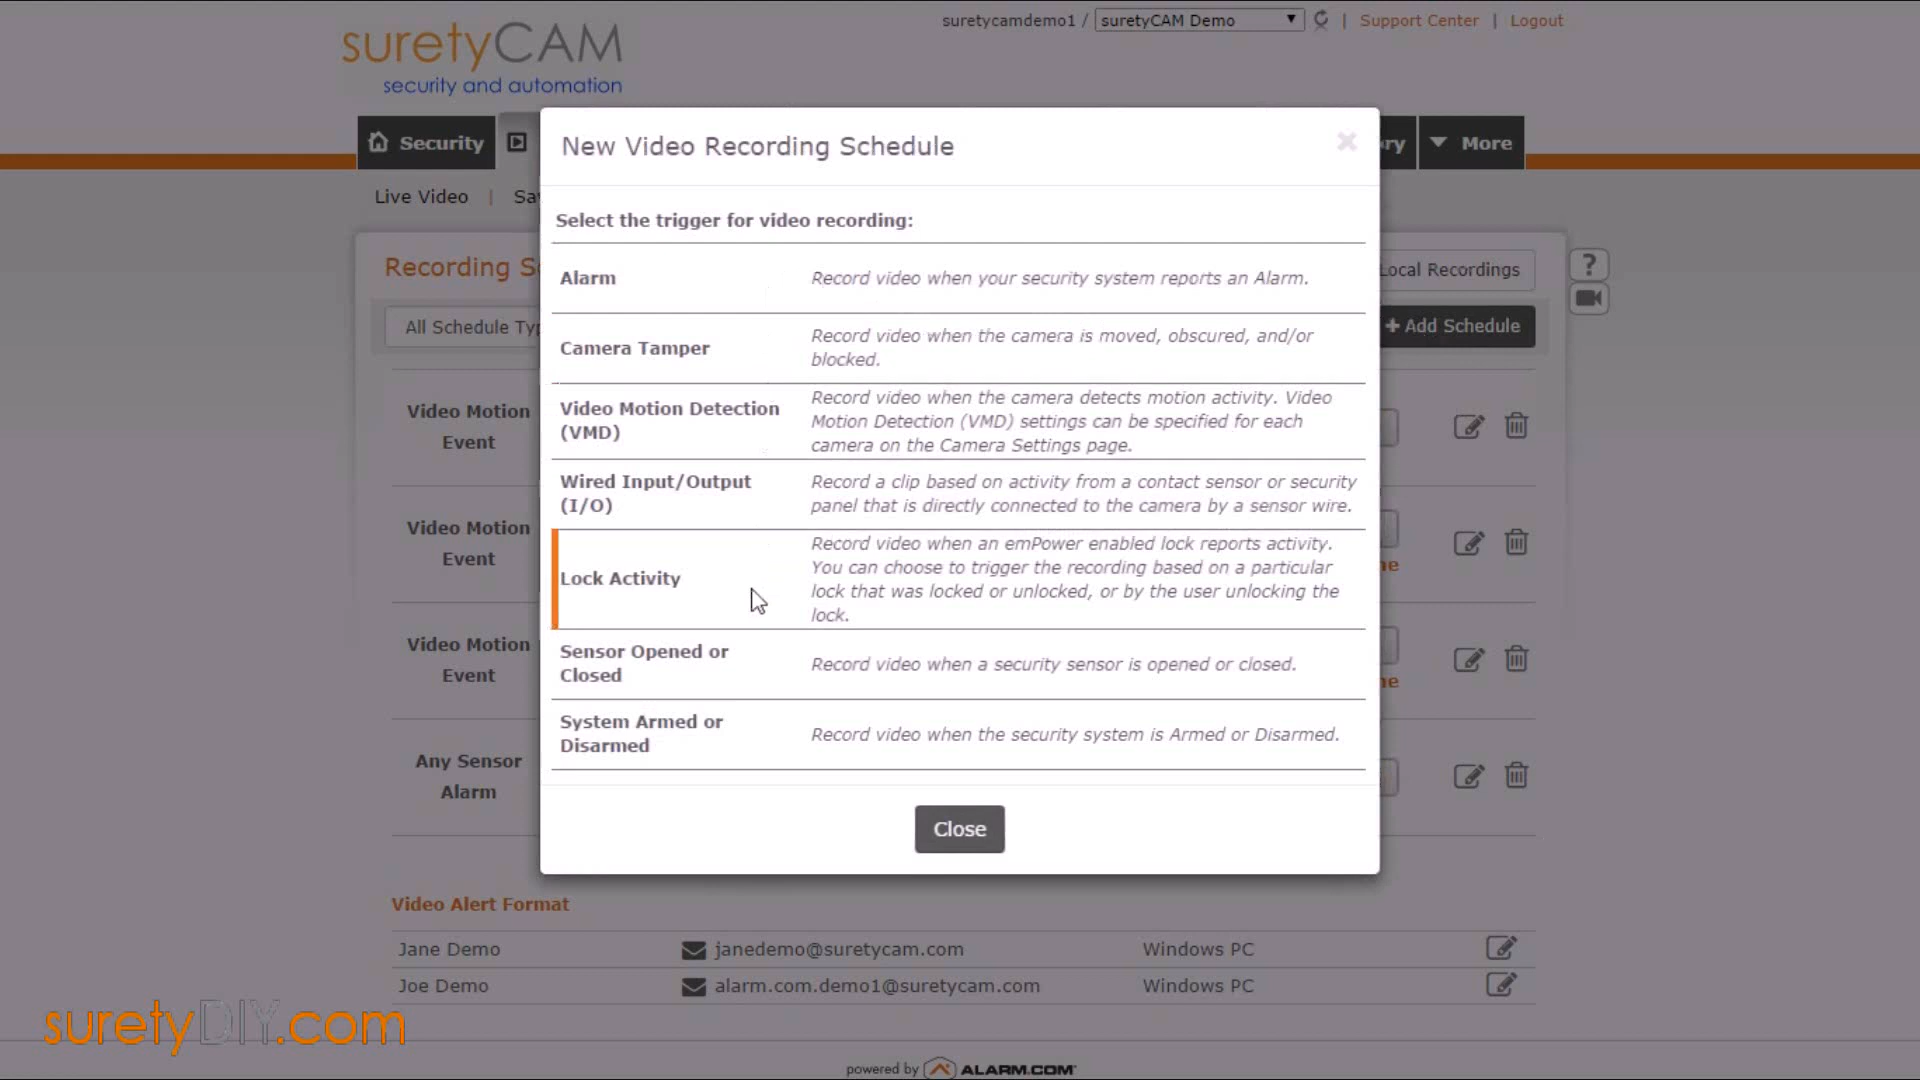 suretyCAM
security and automation
suretycamdemo1 / suretyCAM Demo | Support Center | Logout
Security
ry
More
Live Video | Sa
New Video Recording Schedule
Select the trigger for video recording:
Alarm
Record video when your security system reports an Alarm.
Camera Tamper
Record video when the camera is moved, obscured, and/or
blocked.
Video Motion Detection
(VMD)
Record video when the camera detects motion activity. Video
Motion Detection (VMD) settings can be specified for each
camera on the Camera Settings page.
Wired Input/Output
(I/O)
Record a clip based on activity from a contact sensor or security
panel that is directly connected to the camera by a sensor wire.
Lock Activity
Record video when an emPower enabled lock reports activity.
You can choose to trigger the recording based on a particular
lock that was locked or unlocked, or by the user unlocking the
lock.
Sensor Opened or
Closed
Record video when a security sensor is opened or closed.
System Armed or
Disarmed
Record video when the security system is Armed or Disarmed.
Close
Recording S
Local Recordings
?
All Schedule Ty
+ Add Schedule
Video Motion
Event
Video Motion
Event
ne
Video Motion
Event
ne
Any Sensor
Alarm
Video Alert Format
Jane Demo janedemo@suretycam.com Windows PC
Joe Demo alarm.com.demo1@suretycam.com Windows PC
suretyDIY.com
powered by ALARM.COM